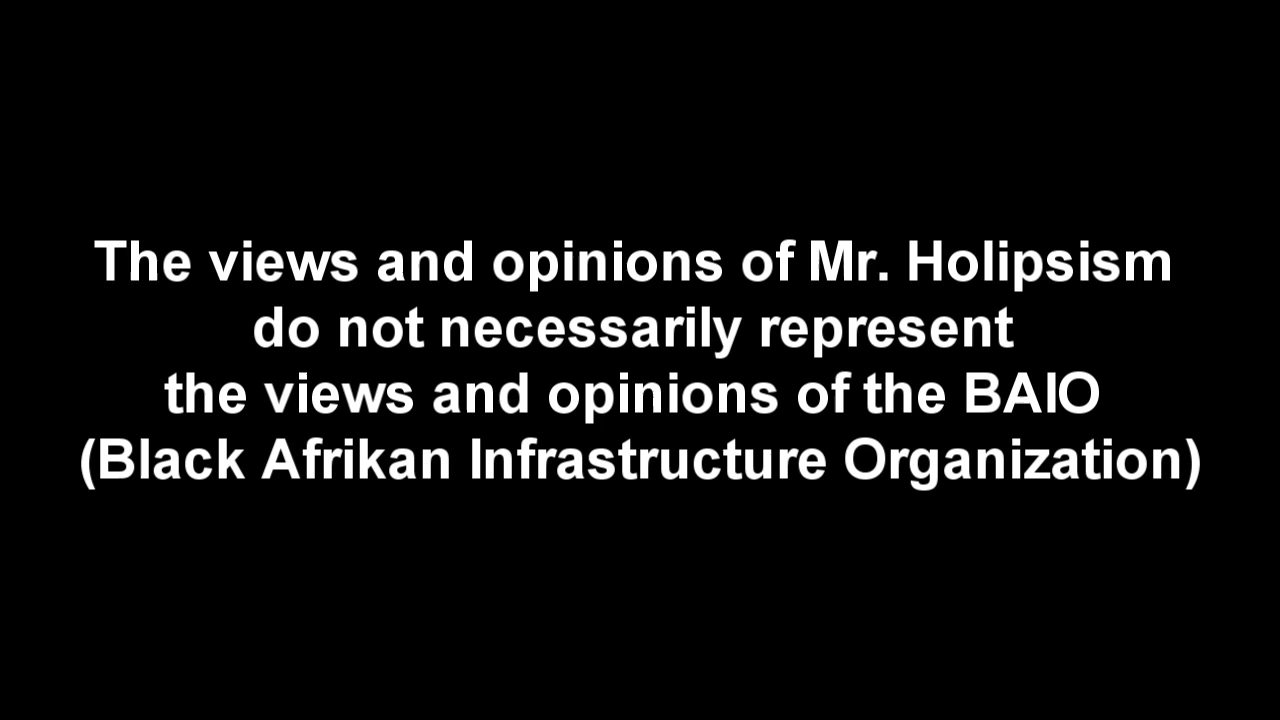 The views and opinions of Mr. Holipsism
do not necessarily represent
the views and opinions of the BAIO
(Black Afrikan Infrastructure Organization)